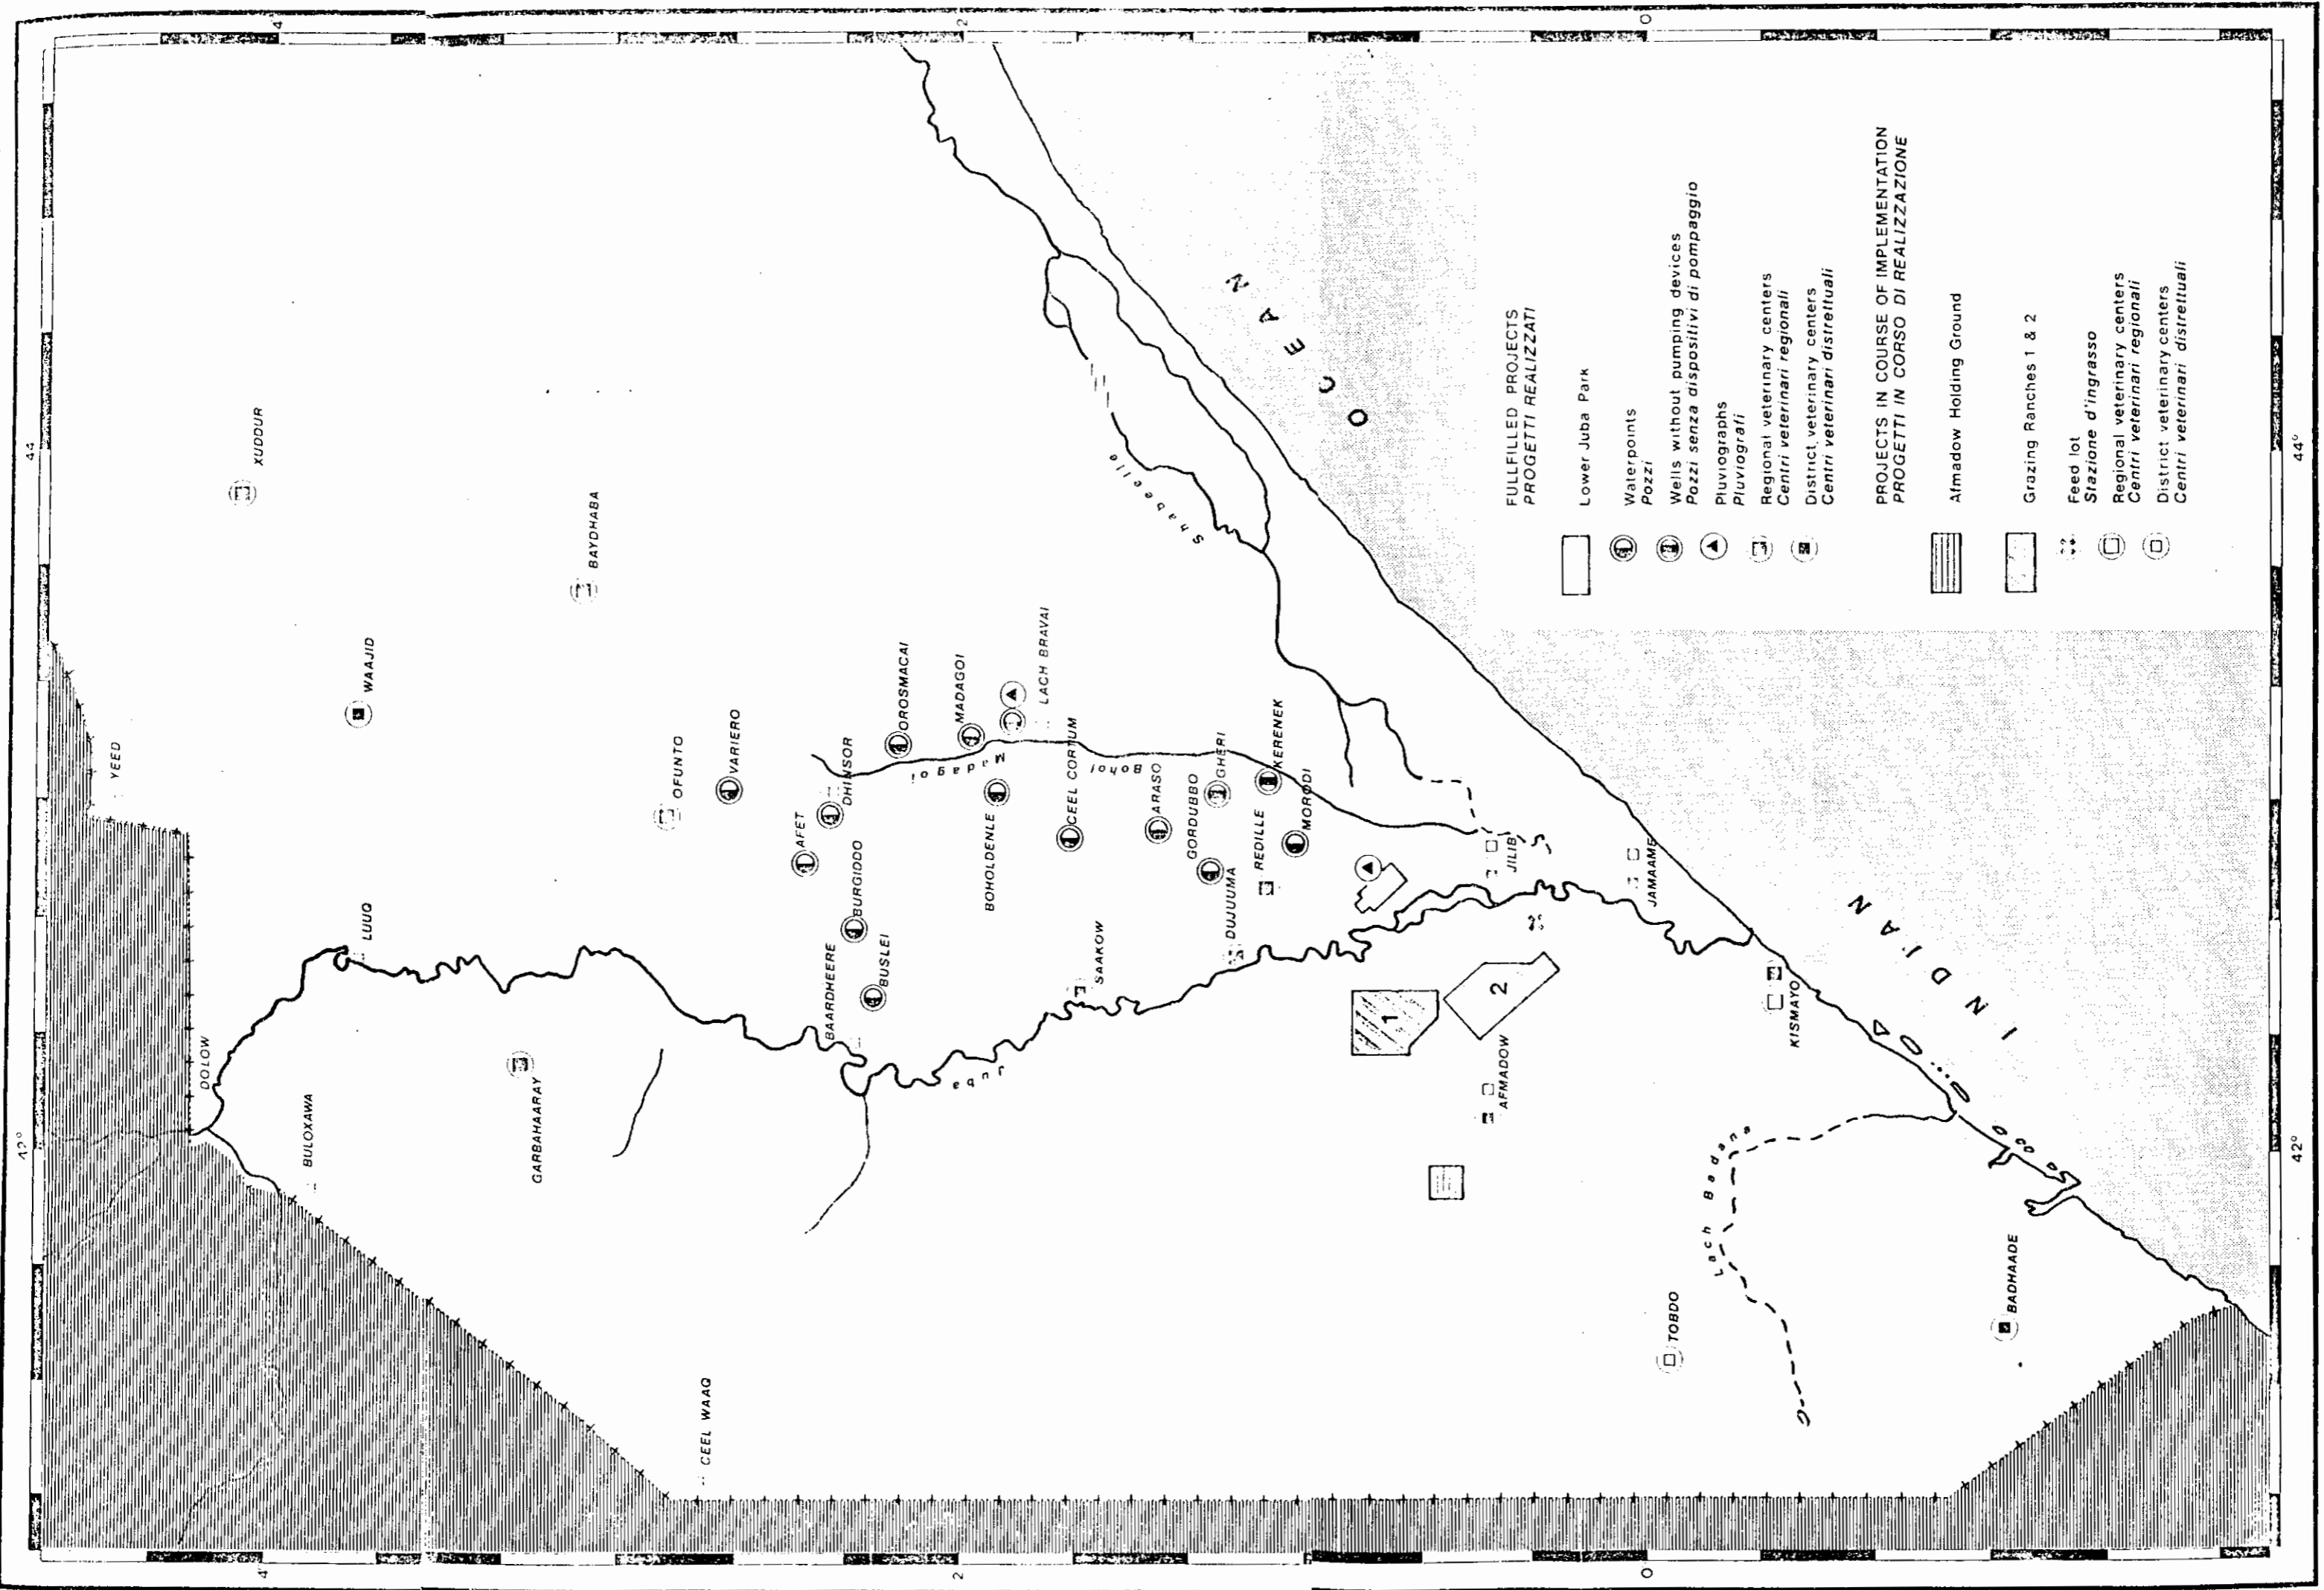 44
42°
4
2
0
YEED
XUDDUR
WAAJID
BAYDHABA
DOLOW
LUUQ
BULOXAWA
GARBAHAARAY
OFUNTO
VARIERO
CEEL WAAQ
AFET
DHINSOR
OROSMACAI
MADAGOI
LACH BRAVAI
BURGIDDO
BAARDHEERE
BUSLEI
BOHOLDENLE
CEEL CORTUM
Madagoi
Bohol
Juba
SAAKOW
ARASO
GORDUBBO
GHERI
DUJUUMA
REDILLE
KERENEK
MORODI
Shabeelle
1
2
AFMADOW
JILIB
JAMAAME
KISMAYO
Lach Badana
TOBDO
BADHAADE
INDIAN
OCEAN
FULLFILLED PROJECTS
PROGETTI REALIZZATI
Lower Juba Park
Waterpoints
Pozzi
Wells without pumping devices
Pozzi senza dispositivi di pompaggio
Pluviographs
Pluviografi
Regional veterinary centers
Centri veterinari regionali
District veterinary centers
Centri veterinari distrettuali
PROJECTS IN COURSE OF IMPLEMENTATION
PROGETTI IN CORSO DI REALIZZAZIONE
Afmadow Holding Ground
Grazing Ranches 1 & 2
Feed lot
Stazione d'ingrasso
Regional veterinary centers
Centri veterinari regionali
District veterinary centers
Centri veterinari distrettuali
4°
2
0
42°
44°